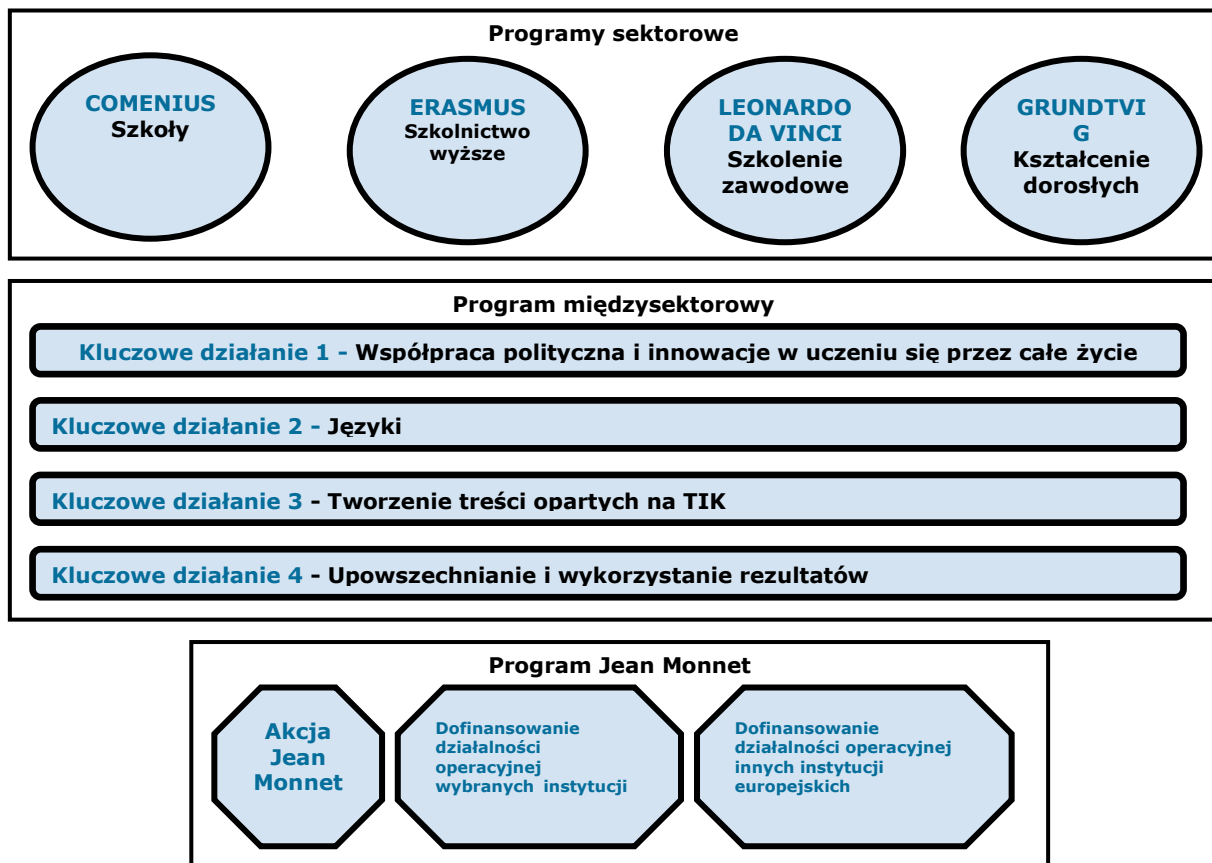 Programy sektorowe
COMENIUS
Szkoły
ERASMUS
Szkolnictwo
wyższe
LEONARDO
DA VINCI
Szkolenie
zawodowe
GRUNDTVI
G
Kształcenie
dorosłych
Program międzysektorowy
Kluczowe działanie 1 - Współpraca polityczna i innowacje w uczeniu się przez całe życie
Kluczowe działanie 2 - Języki
Kluczowe działanie 3 - Tworzenie treści opartych na TIK
Kluczowe działanie 4 - Upowszechnianie i wykorzystanie rezultatów
Program Jean Monnet
Akcja
Jean
Monnet
Dofinansowanie
działalności
operacyjnej
wybranych instytucji
Dofinansowanie
działalności operacyjnej
innych instytucji
europejskich